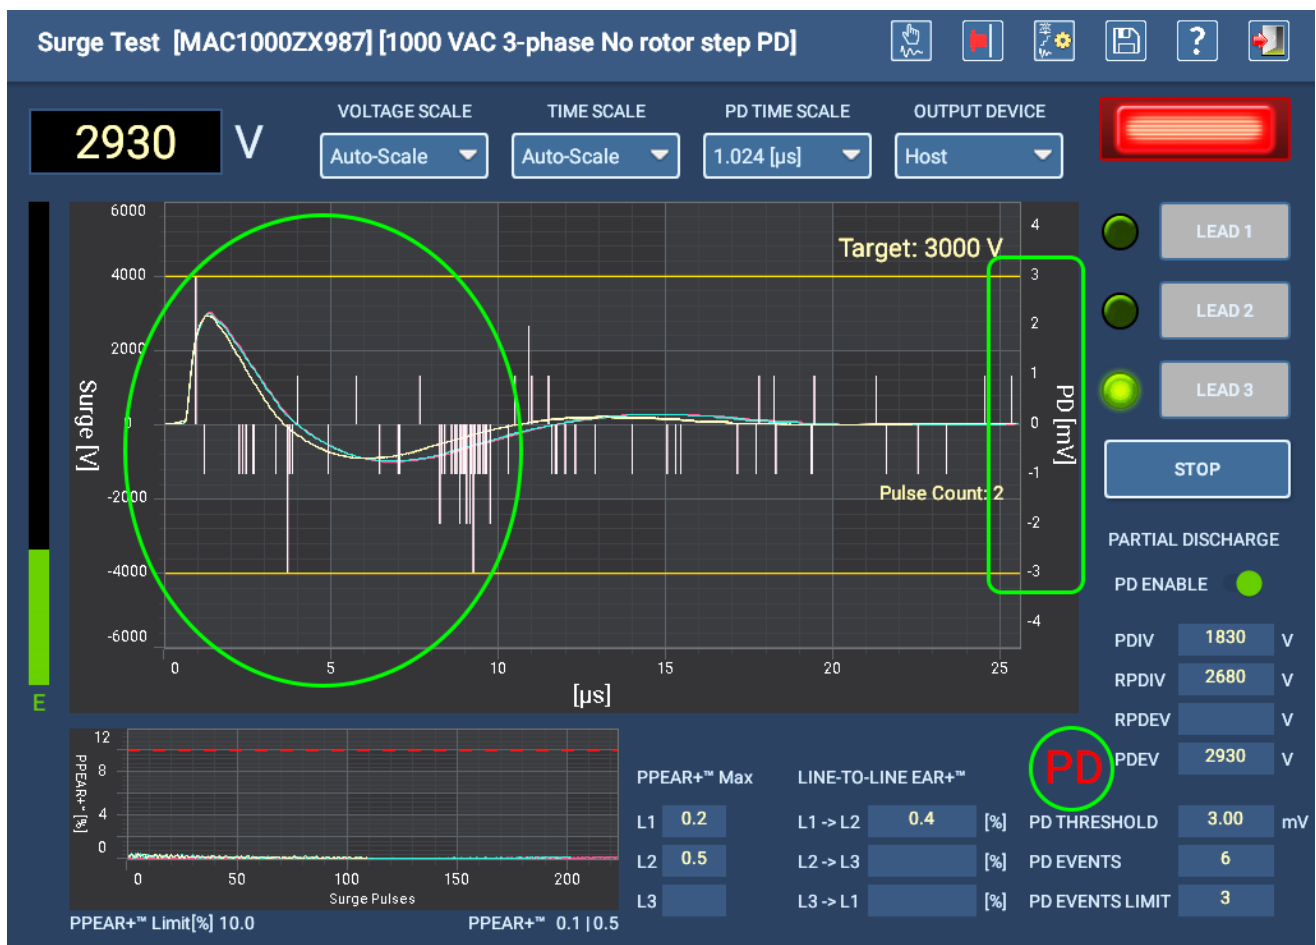 Surge Test [MAC1000ZX987] [1000 VAC 3-phase No rotor step PD]
?
2930 V
VOLTAGE SCALE TIME SCALE PD TIME SCALE OUTPUT DEVICE
Auto-Scale Auto-Scale 1.024 [µs] Host
6000
4000
2000
0
-2000
-4000
-6000
Surge [V]
Target: 3000 V
Pulse Count: 2
4
3
2
1
0
-1
-2
-3
-4
PD [mV]
0 5 10 15 20 25
[µs]
E
LEAD 1
LEAD 2
LEAD 3
STOP
PARTIAL DISCHARGE
PD ENABLE
PDIV 1830 V
RPDIV 2680 V
RPDEV V
PD PDEV 2930 V
PD THRESHOLD 3.00 mV
PD EVENTS 6
PD EVENTS LIMIT 3
12
8
4
0
PPEAR+™ [%]
0 50 100 150 200
Surge Pulses
PPEAR+™ Limit[%] 10.0 PPEAR+™ 0.1|0.5
PPEAR+™ Max LINE-TO-LINE EAR+™
L1 0.2 L1 -> L2 0.4 [%]
L2 0.5 L2 -> L3 [%]
L3 L3 -> L1 [%]